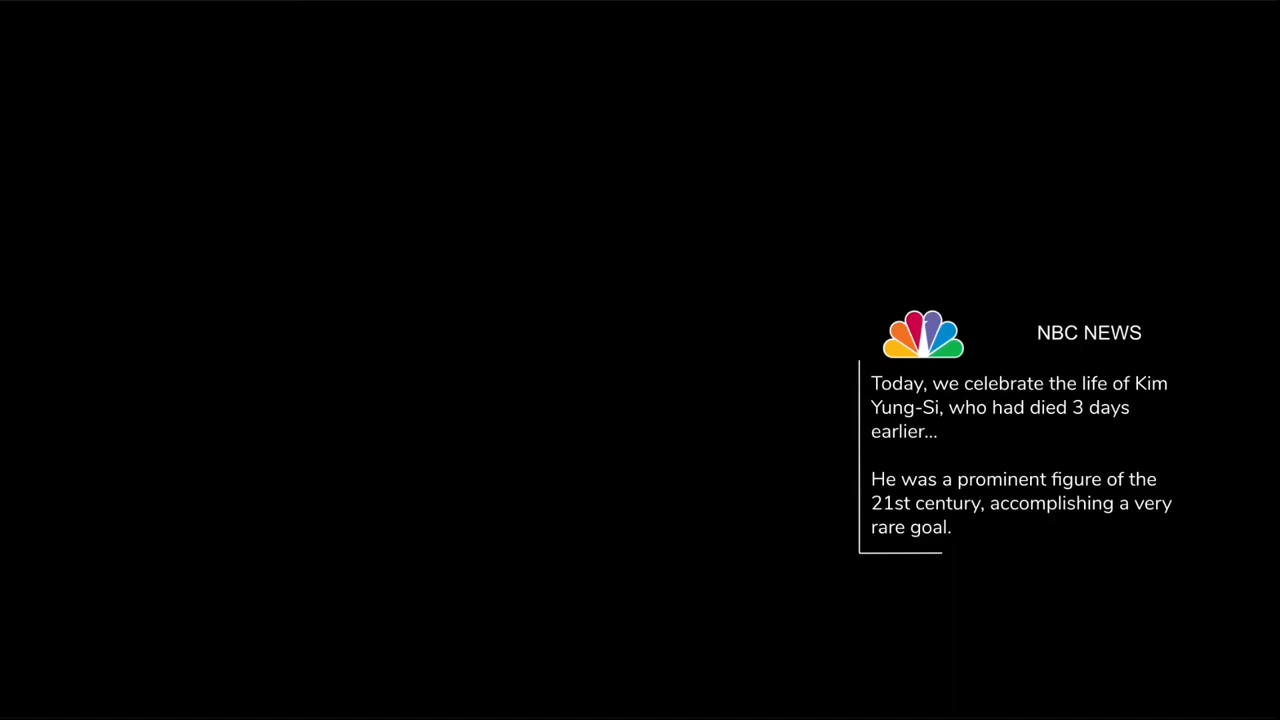 NBC NEWS
Today, we celebrate the life of Kim
Yung-Si, who had died 3 days
earlier...
He was a prominent figure of the
21st century, accomplishing a very
rare goal.